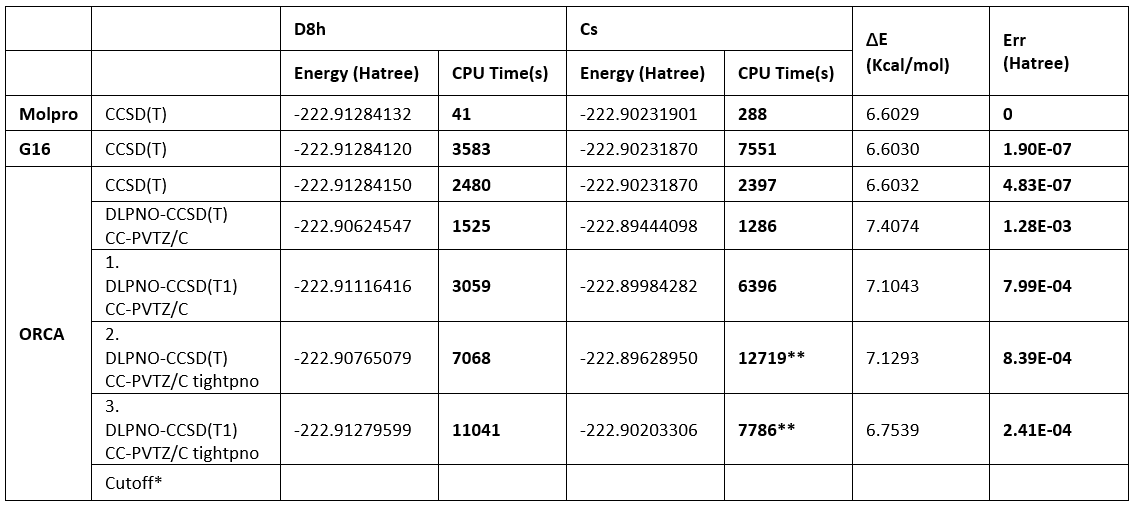 D8h Cs ΔE (Kcal/mol) Err (Hatree)
Energy (Hatree) CPU Time(s) Energy (Hatree) CPU Time(s)
Molpro CCSD(T) -222.91284132 41 -222.90231901 288 6.6029 0
G16 CCSD(T) -222.91284120 3583 -222.90231870 7551 6.6030 1.90E-07
ORCA CCSD(T) -222.91284150 2480 -222.90231870 2397 6.6032 4.83E-07
DLPNO-CCSD(T)
CC-PVTZ/C -222.90624547 1525 -222.89444098 1286 7.4074 1.28E-03
1.
DLPNO-CCSD(T1)
CC-PVTZ/C -222.91116416 3059 -222.89984282 6396 7.1043 7.99E-04
2.
DLPNO-CCSD(T)
CC-PVTZ/C tightpno -222.90765079 7068 -222.89628950 12719** 7.1293 8.39E-04
3.
DLPNO-CCSD(T1)
CC-PVTZ/C tightpno -222.91279599 11041 -222.90203306 7786** 6.7539 2.41E-04
Cutoff*